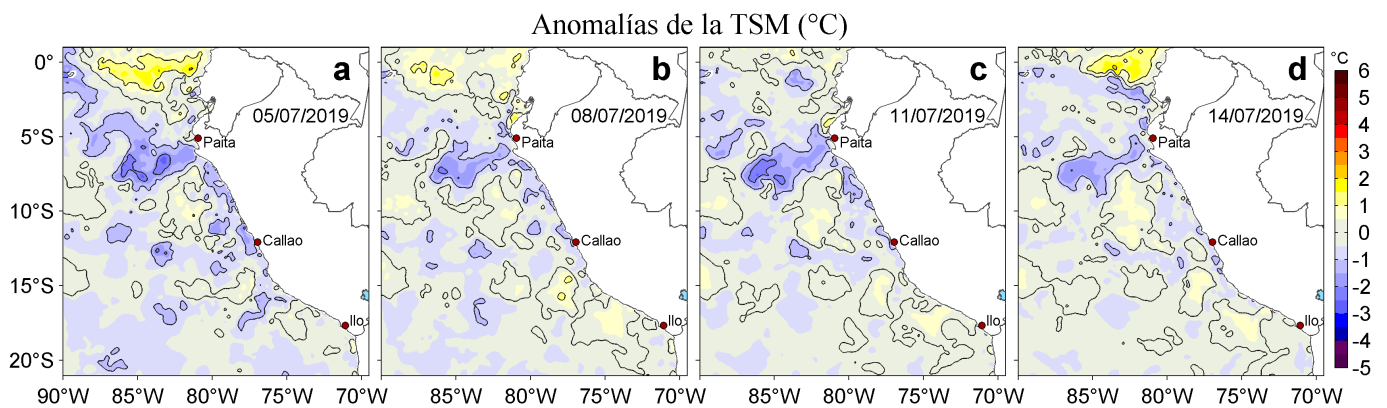 Anomalías de la TSM (°C)
a
b
c
d
05/07/2019
08/07/2019
11/07/2019
14/07/2019
Paita
Callao
Ilo
Paita
Callao
Ilo
Paita
Callao
Ilo
Paita
Callao
Ilo
0°
5°S
10°S
15°S
20°S
90°W 85°W 80°W 75°W 70°W
85°W 80°W 75°W 70°W
85°W 80°W 75°W 70°W
85°W 80°W 75°W 70°W
°C
6
5
4
3
2
1
0
-1
-2
-3
-4
-5